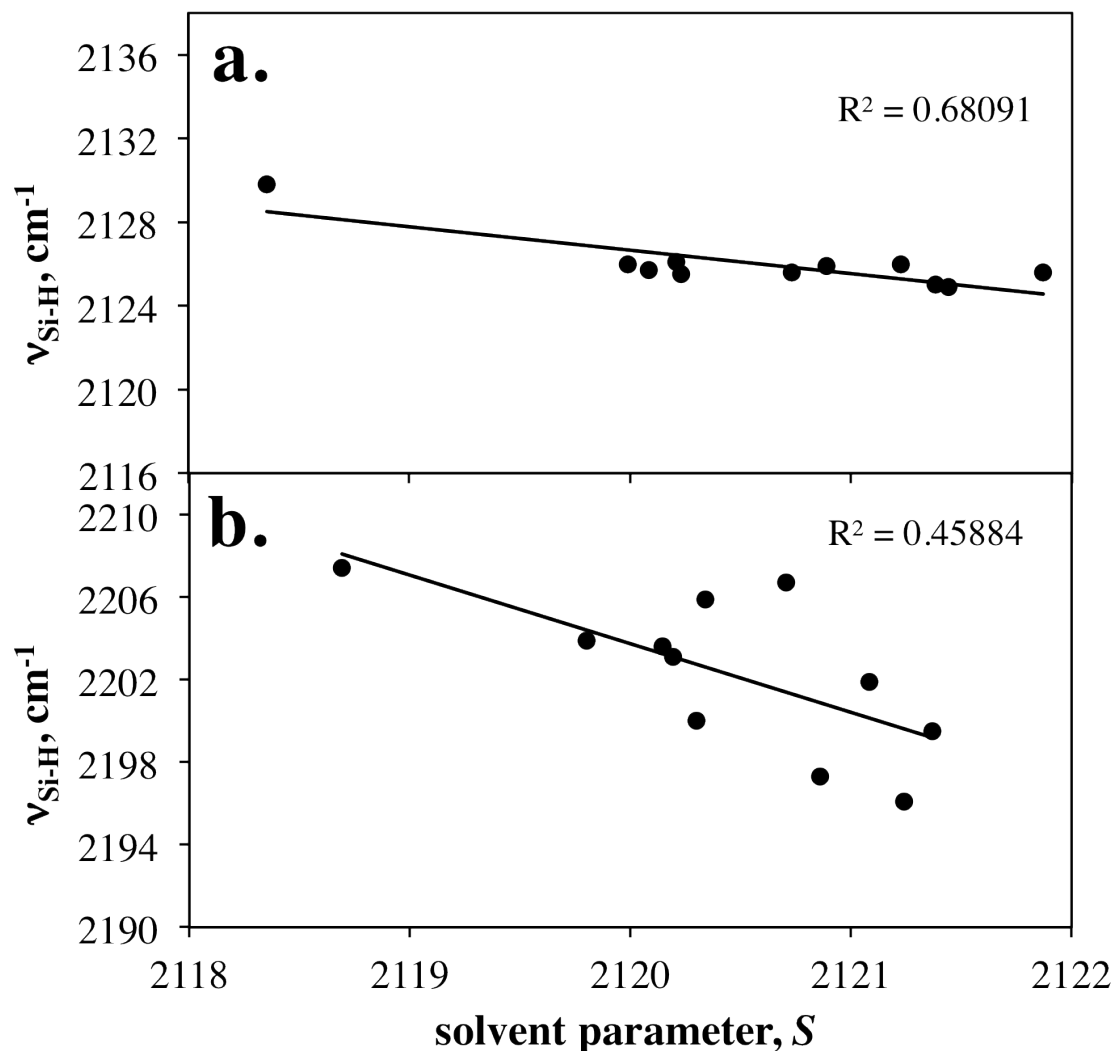 a.
R² = 0.68091
2136
2132
2128
2124
2120
2116
νSi-H, cm⁻¹
b.
R² = 0.45884
2210
2206
2202
2198
2194
2190
νSi-H, cm⁻¹
2118 2119 2120 2121 2122
solvent parameter, S